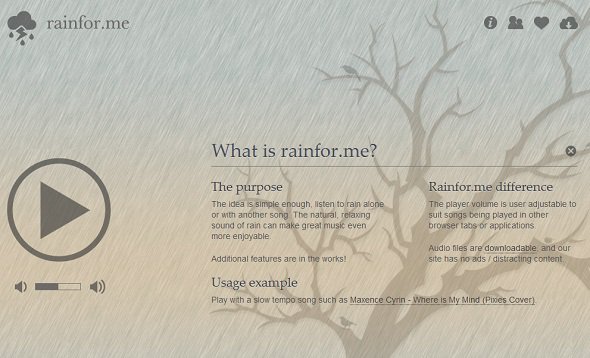 rainfor.me
What is rainfor.me?
The purpose
The idea is simple enough, listen to rain alone
or with another song. The natural, relaxing
sound of rain can make great music even
more enjoyable.
Additional features are in the works!
Rainfor.me difference
The player volume is user adjustable to
suit songs being played in other
browser tabs or applications.
Audio files are downloadable, and our
site has no ads / distracting content.
Usage example
Play with a slow tempo song such as Maxence Cyrin - Where is My Mind (Pixies Cover).